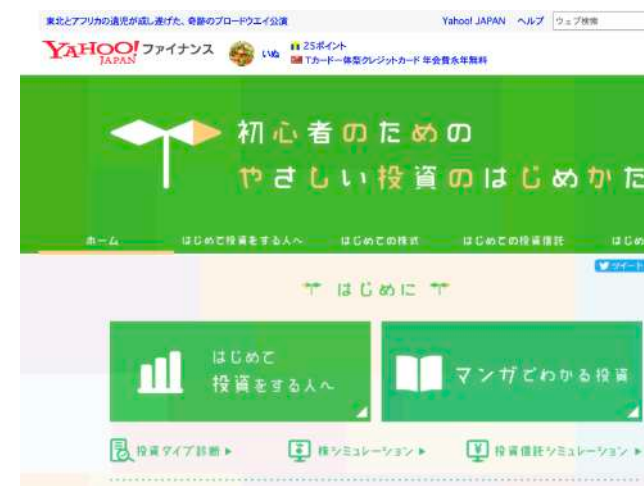 東北とアフリカの遺児が成し遂げた、奇跡のブロードウエイ公演
Yahoo! JAPAN ヘルプ ウェブ検索
YAHOO! JAPAN ファイナンス いぬ 25ポイント
Tカード一体型クレジットカード 年会費永年無料
初心者のための
やさしい投資のはじめかた
ホーム はじめて投資をする人へ はじめての株式 はじめての投資信託 はじめ
ツイート
はじめに
はじめて
投資をする人へ
マンガでわかる投資
投資タイプ診断
株シミュレーション
投資信託シミュレーション